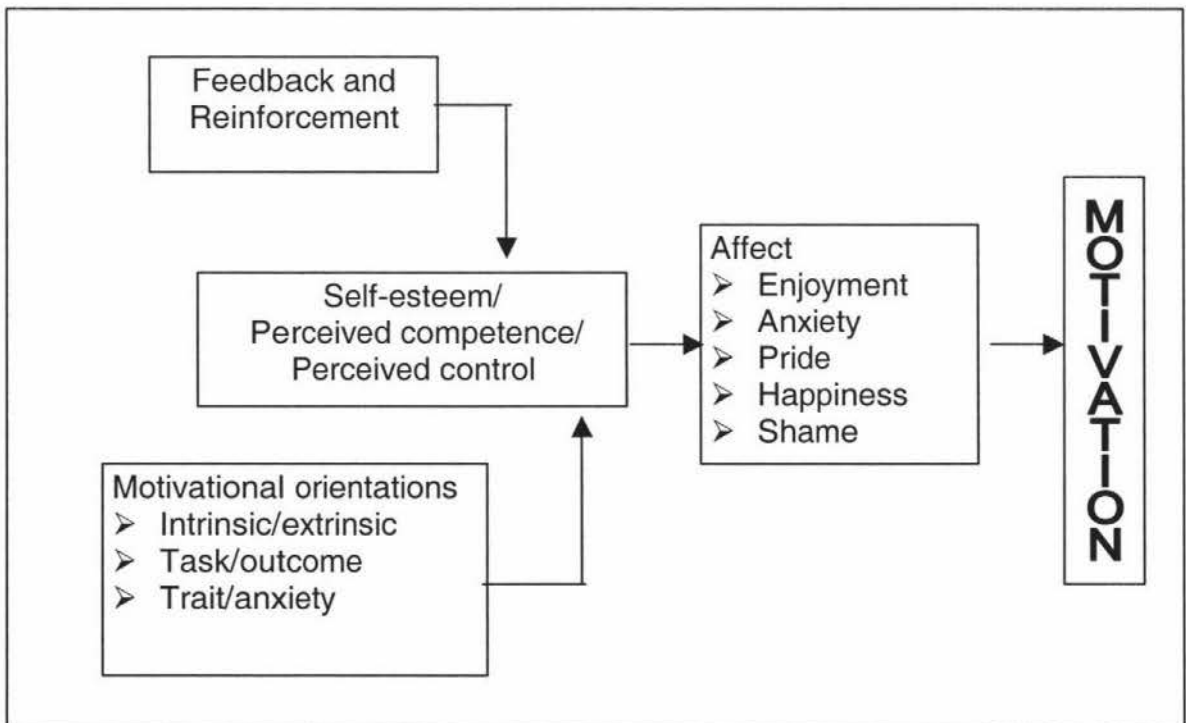 Feedback and
Reinforcement
Self-esteem/
Perceived competence/
Perceived control
Motivational orientations
➢ Intrinsic/extrinsic
➢ Task/outcome
➢ Trait/anxiety
Affect
➢ Enjoyment
➢ Anxiety
➢ Pride
➢ Happiness
➢ Shame
MOTIVATION